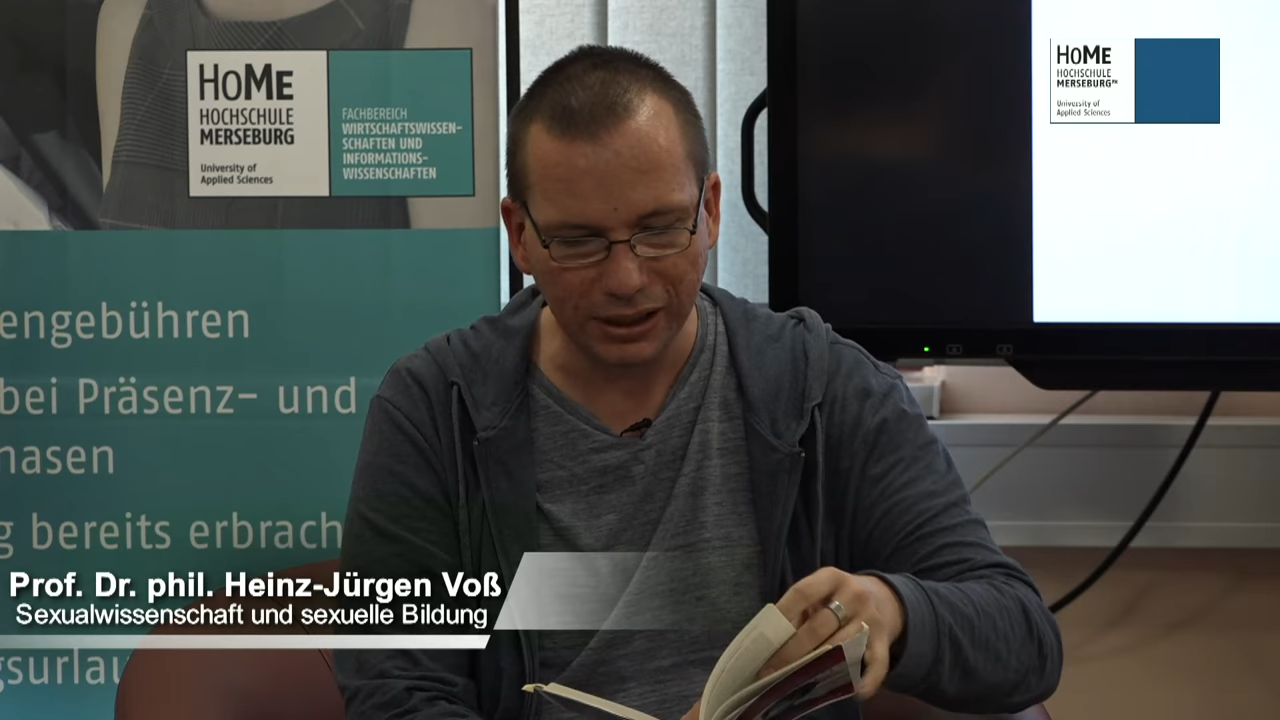 HoMe
HOCHSCHULE
MERSEBURG
University of
Applied Sciences
FACHBEREICH
WIRTSCHAFTSWISSEN-
SCHAFTEN UND
INFORMATIONS-
WISSENSCHAFTEN
HoMe
HOCHSCHULE
MERSEBURG
University of
Applied Sciences
engebühren
bei Präsenz- und
nasen
g bereits erbrach
Prof. Dr. phil. Heinz-Jürgen Voß
Sexualwissenschaft und sexuelle Bildung
gsurlau